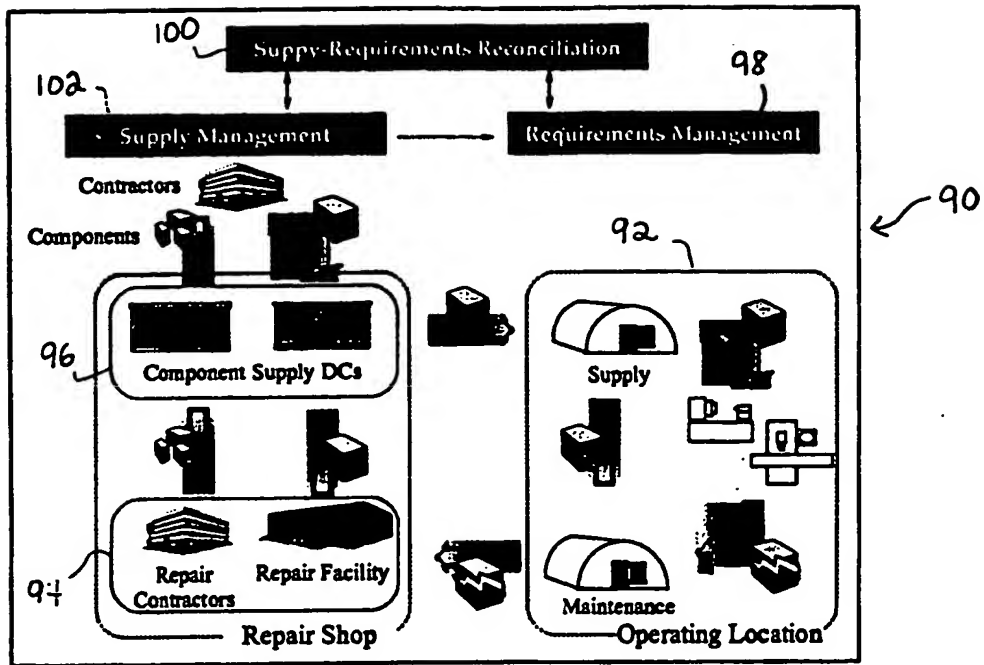 100
Suppy-Requirements Reconciliation
102
98
Supply Management
Requirements Management
Contractors
90
Components
92
96
Component Supply DCs
Supply
94
Repair Contractors
Repair Facility
Maintenance
Repair Shop
Operating Location